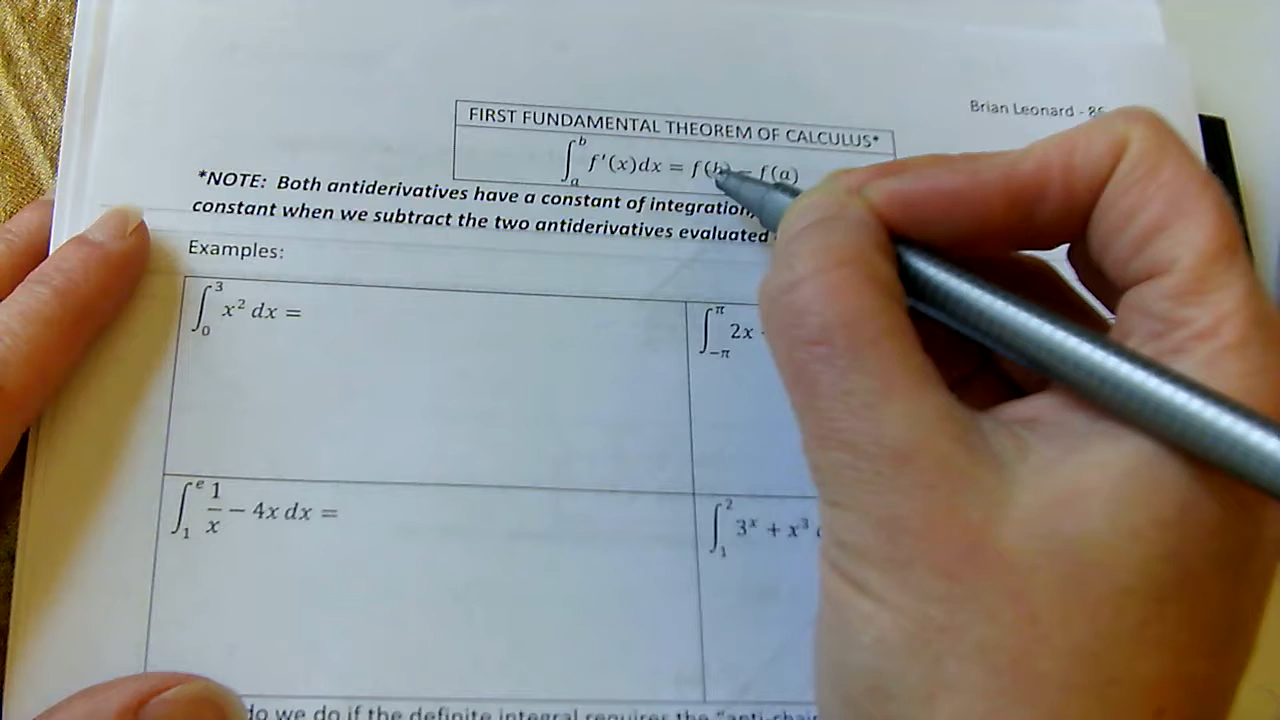 Brian Leonard -
FIRST FUNDAMENTAL THEOREM OF CALCULUS*
∫_a^b f'(x)dx = f(b) − f(a)
*NOTE: Both antiderivatives have a constant of integration,
constant when we subtract the two antiderivatives evaluated
Examples:
∫_0^3 x² dx =
∫_{-π}^{π} 2x
∫_1^e 1/x − 4x dx =
∫_1^2 3^x + x³
do we do if the definite integral requires the